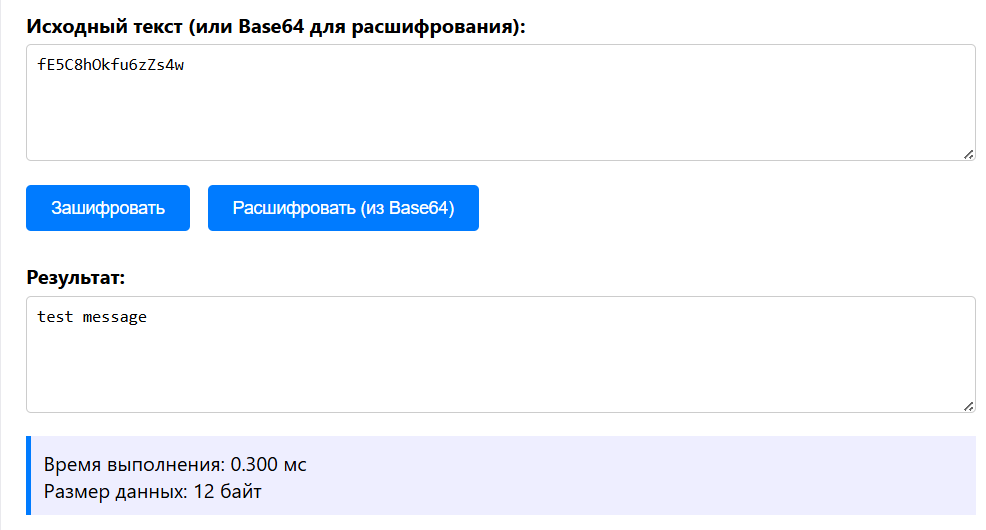 Исходный текст (или Base64 для расшифрования):
fE5C8hOkfu6zZs4w
Зашифровать
Расшифровать (из Base64)
Результат:
test message
Время выполнения: 0.300 мс
Размер данных: 12 байт